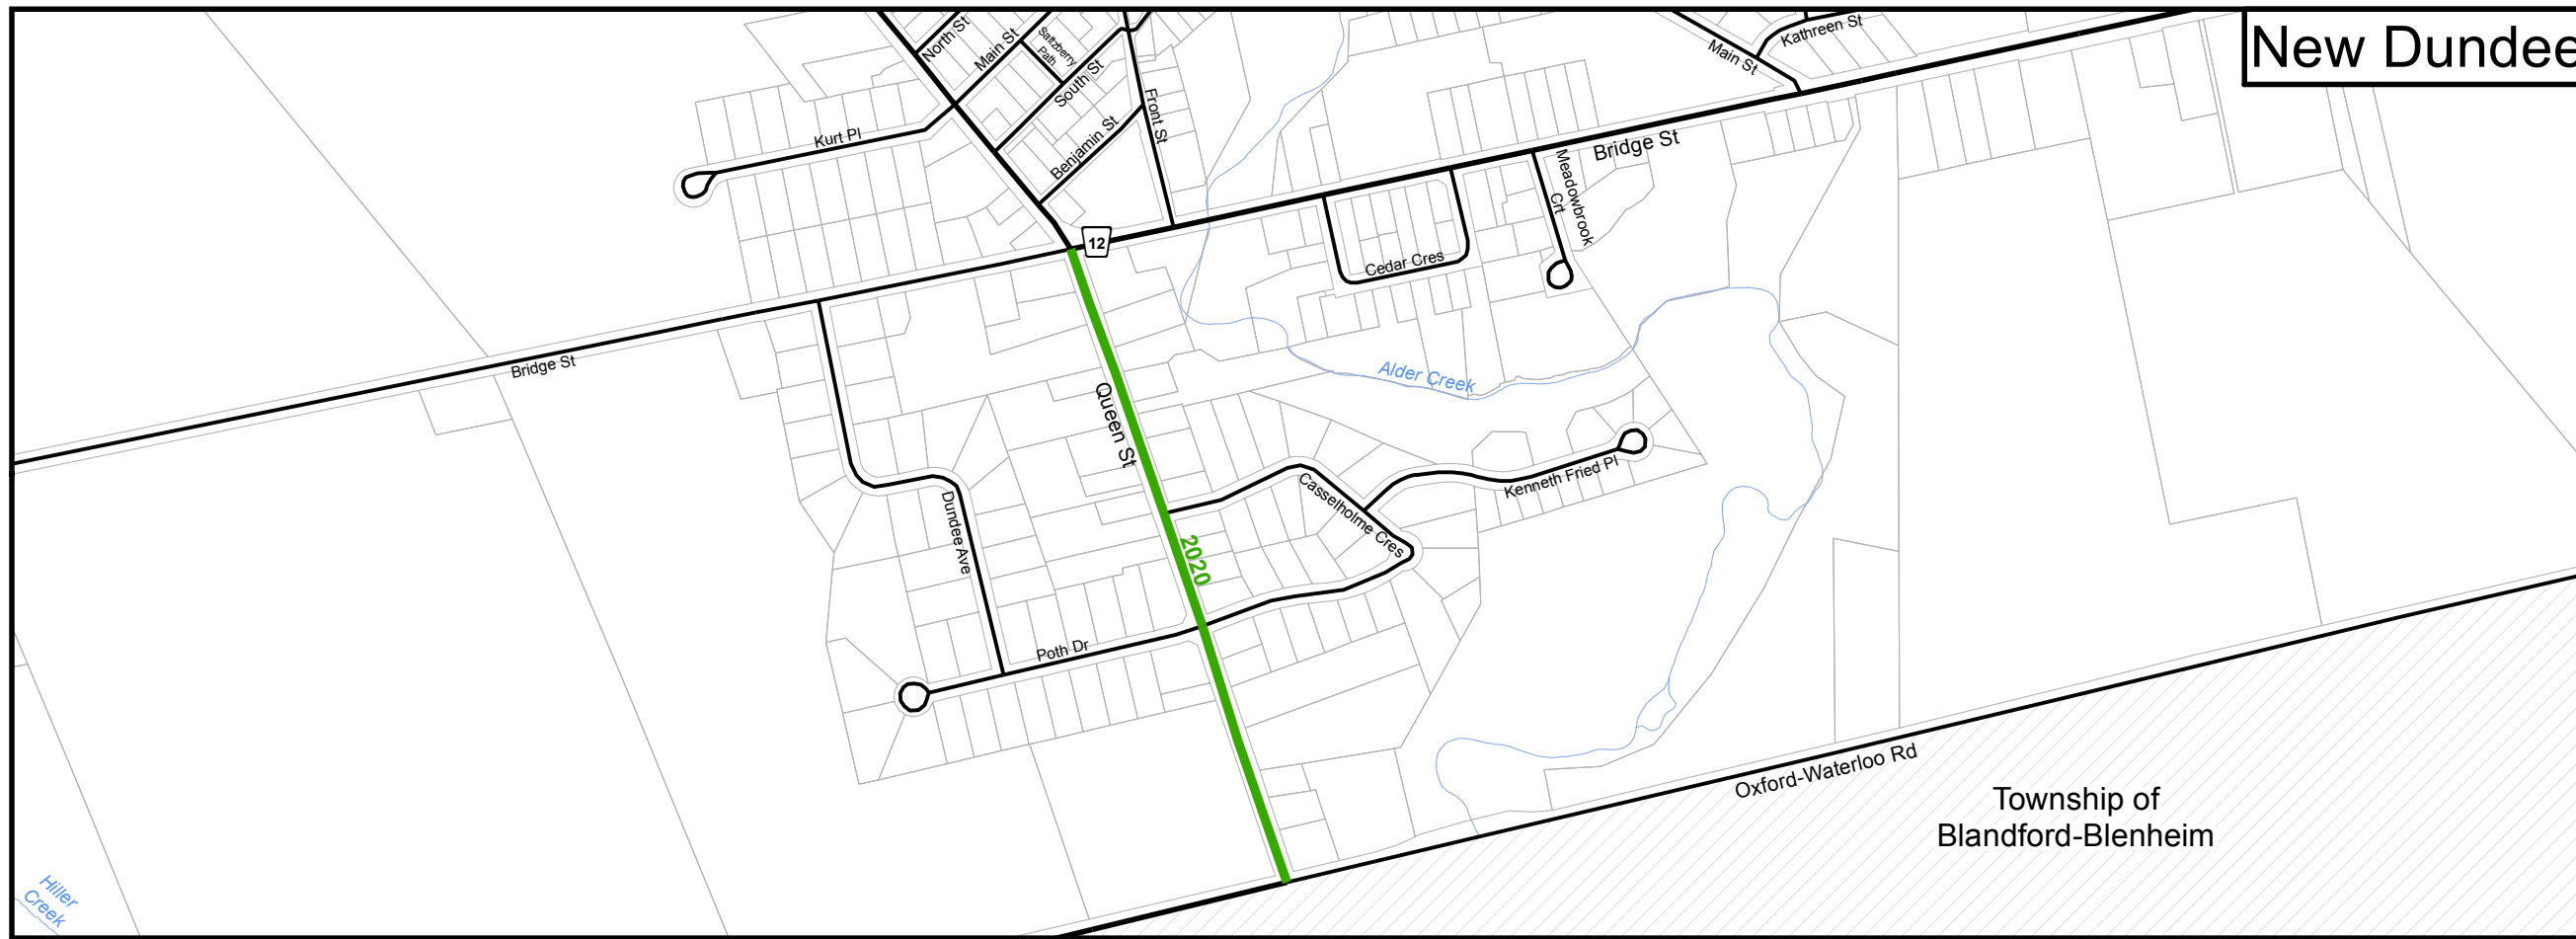 New Dundee
North St
Main St
Saltzberry
Path
South St
Kathreen St
Main St
Kurt Pl
Front St
Benjamin St
Bridge St
Meadowbrook
Crt
12
Cedar Cres
Bridge St
Alder Creek
Queen St
Kenneth Fried Pl
Casselholme Cres
Dundee Ave
2020
Poth Dr
Oxford-Waterloo Rd
Township of
Blandford-Blenheim
Hiller
Creek